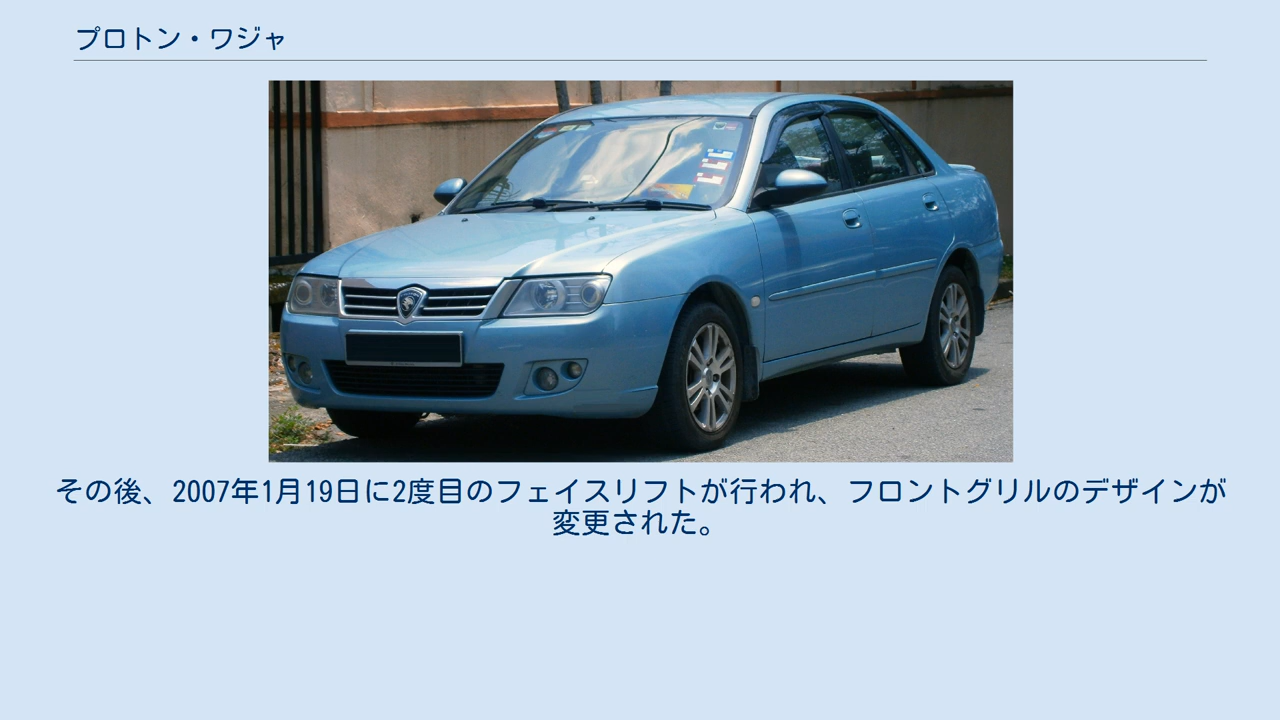 プロトン・ワジャ
その後、2007年1月19日に2度目のフェイスリフトが行われ、フロントグリルのデザインが
変更された。